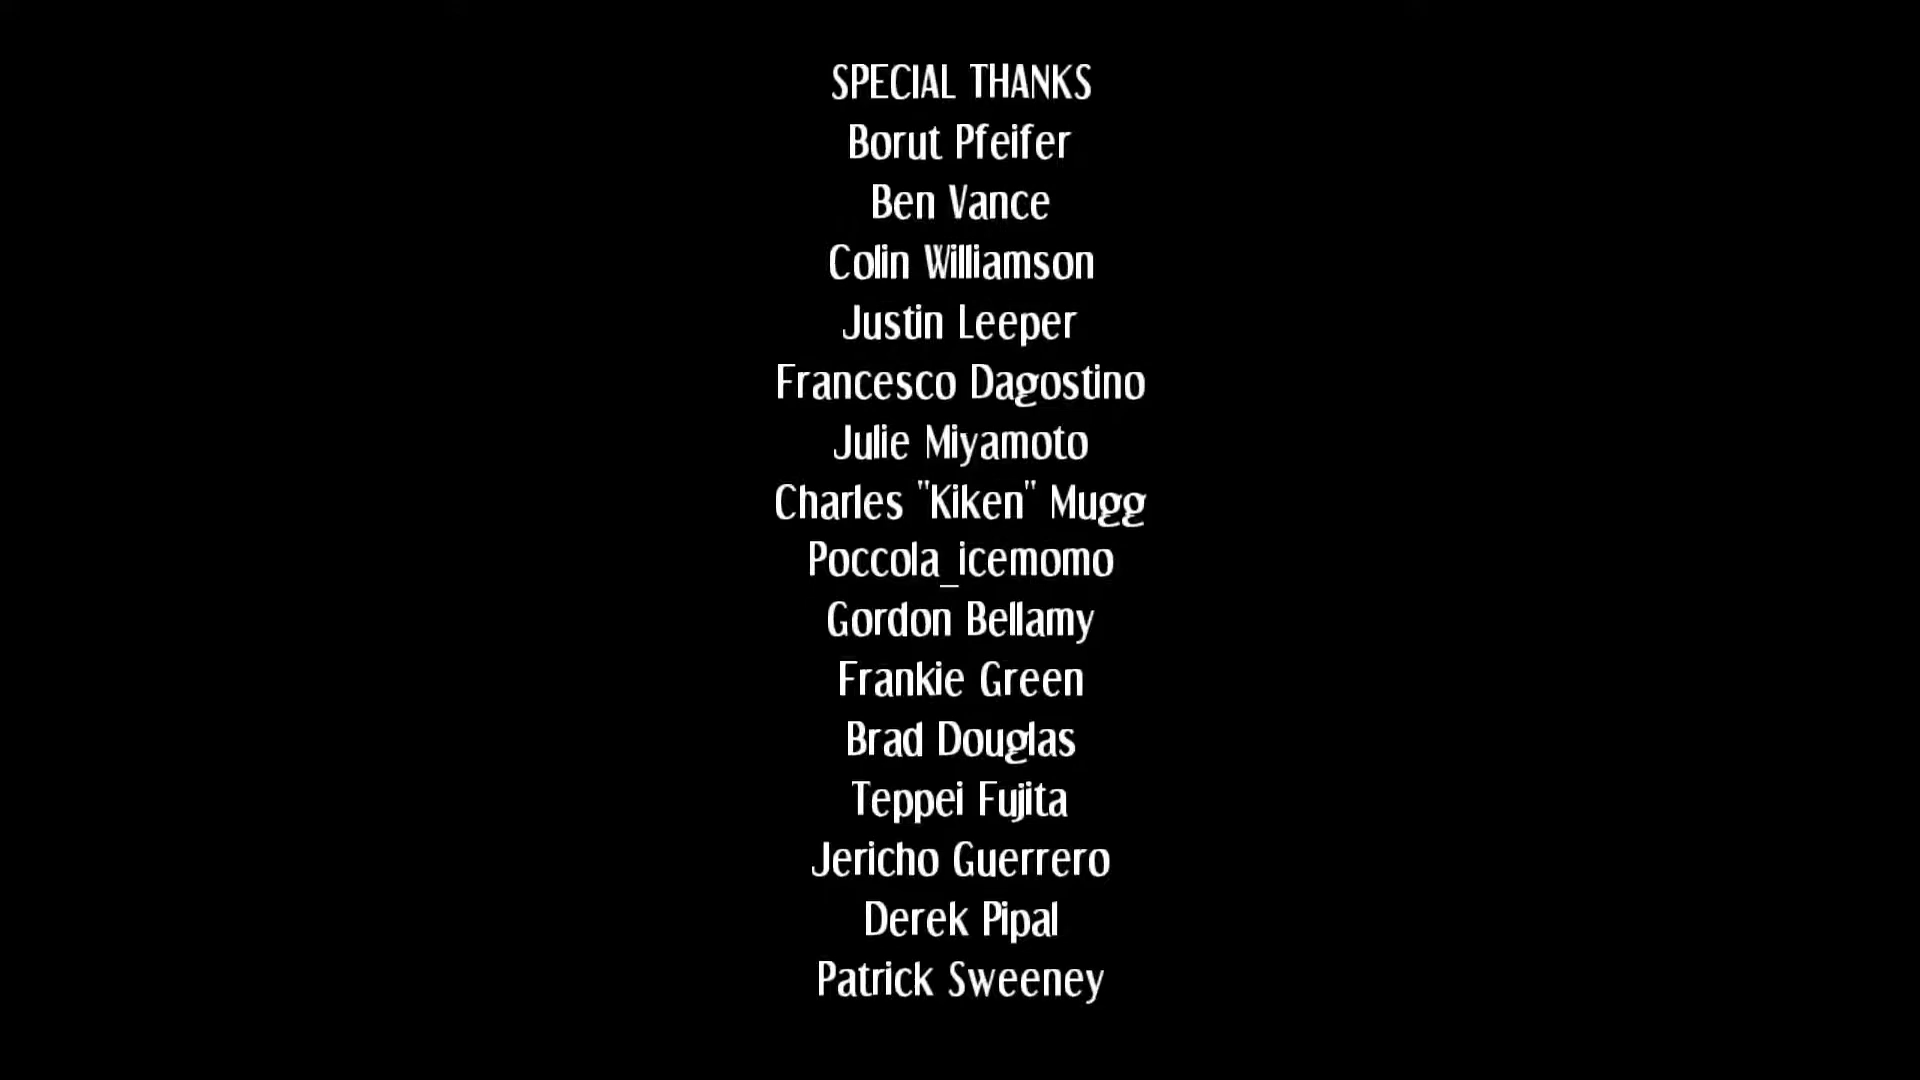 SPECIAL THANKS
Borut Pfeifer
Ben Vance
Colin Williamson
Justin Leeper
Francesco Dagostino
Julie Miyamoto
Charles "Kiken" Mugg
Poccola_icemomo
Gordon Bellamy
Frankie Green
Brad Douglas
Teppei Fujita
Jericho Guerrero
Derek Pipal
Patrick Sweeney